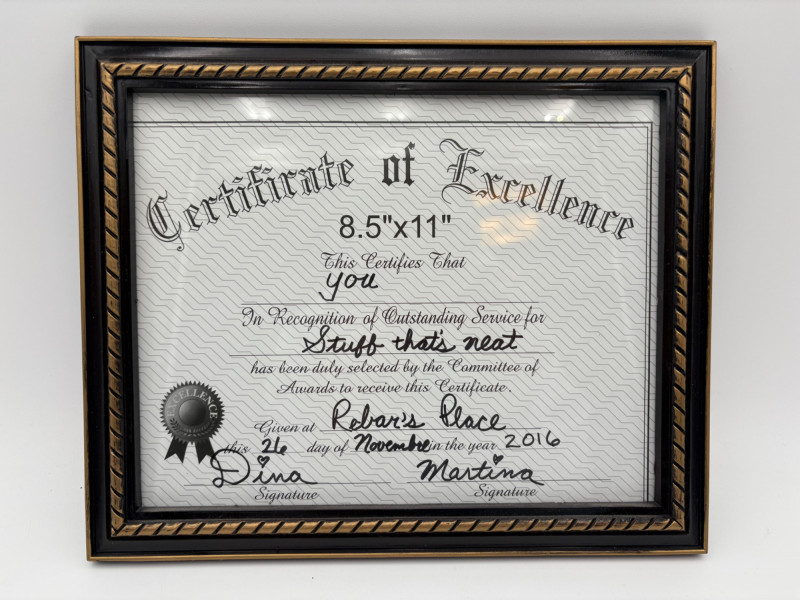 Certificate of Excellence
8.5"x11"
This Certifies That
you
In Recognition of Outstanding Service for
Stuff that's neat
has been duly selected by the Committee of
Awards to receive this Certificate.
EXCELLENCE
Given at Rebar's Place
this 26 day of Novembre in the year 2016
Dina Martina
Signature Signature